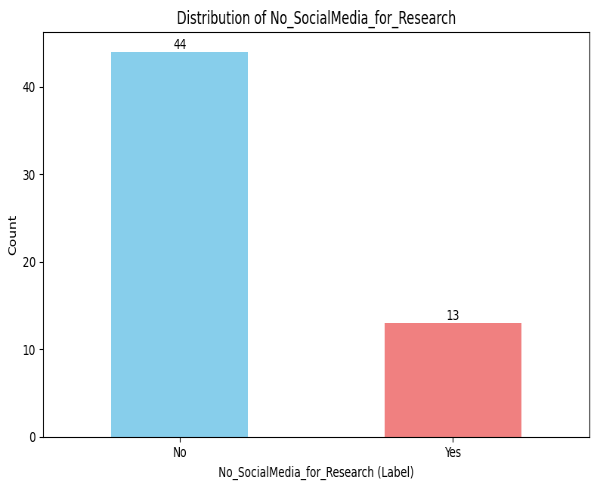 Distribution of No_SocialMedia_for_Research
44
13
40
30
20
10
0
Count
No
Yes
No_SocialMedia_for_Research (Label)